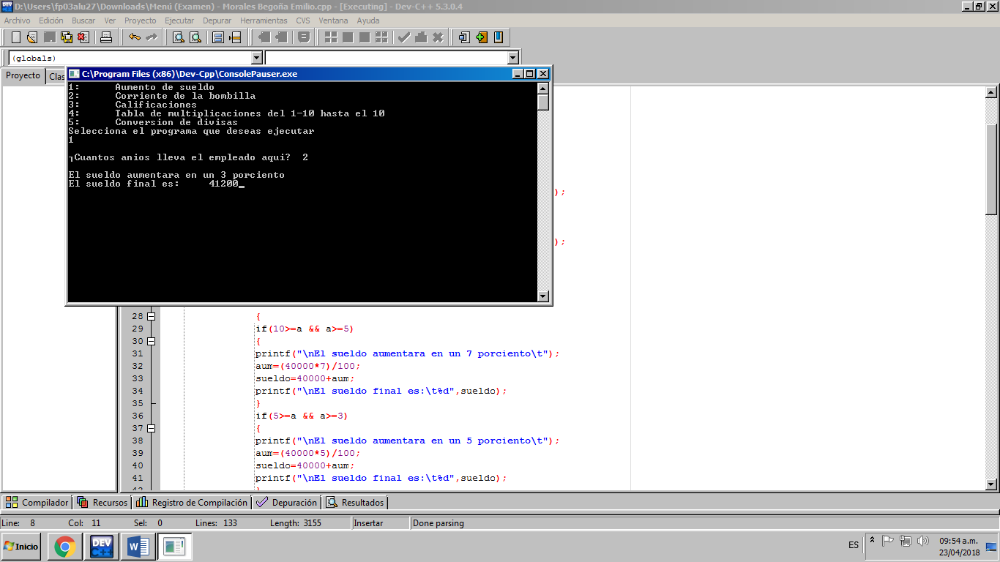 D:\Users\fp03alu27\Downloads\Menú (Examen) - Morales Begoña Emilio.cpp - [Executing] - Dev-C++ 5.3.0.4
Archivo Edición Buscar Ver Proyecto Ejecutar Depurar Herramientas CVS Ventana Ayuda
(globals)
Proyecto Clas
C:\Program Files (x86)\Dev-Cpp\ConsolePauser.exe
1: Aumento de sueldo
2: Corriente de la bombilla
3: Calificaciones
4: Tabla de multiplicaciones del 1-10 hasta el 10
5: Conversion de divisas
Selecciona el programa que deseas ejecutar
1
┐Cuantos anios lleva el empleado aqui? 2
El sueldo aumentara en un 3 porciento
El sueldo final es: 41200_
);
);
28 {
29 if(10>=a && a>=5)
30 {
31 printf("\nEl sueldo aumentara en un 7 porciento\t");
32 aum=(40000*7)/100;
33 sueldo=40000+aum;
34 printf("\nEl sueldo final es:\t%d",sueldo);
35 }
36 if(5>=a && a>=3)
37 {
38 printf("\nEl sueldo aumentara en un 5 porciento\t");
39 aum=(40000*5)/100;
40 sueldo=40000+aum;
41 printf("\nEl sueldo final es:\t%d",sueldo);
42 }
Compilador Recursos Registro de Compilación Depuración Resultados
Line: 8 Col: 11 Sel: 0 Lines: 133 Length: 3155 Insertar Done parsing
Inicio DEV C++ W ES 09:54 a.m.
23/04/2018